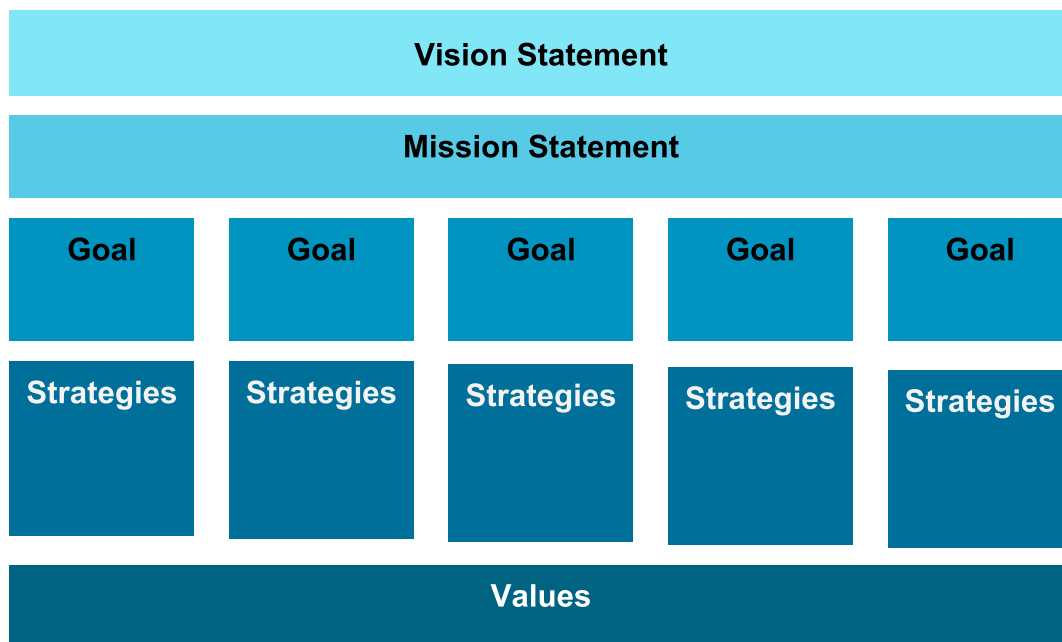 Vision Statement
Mission Statement
Goal Goal Goal Goal Goal
Strategies Strategies Strategies Strategies Strategies
Values